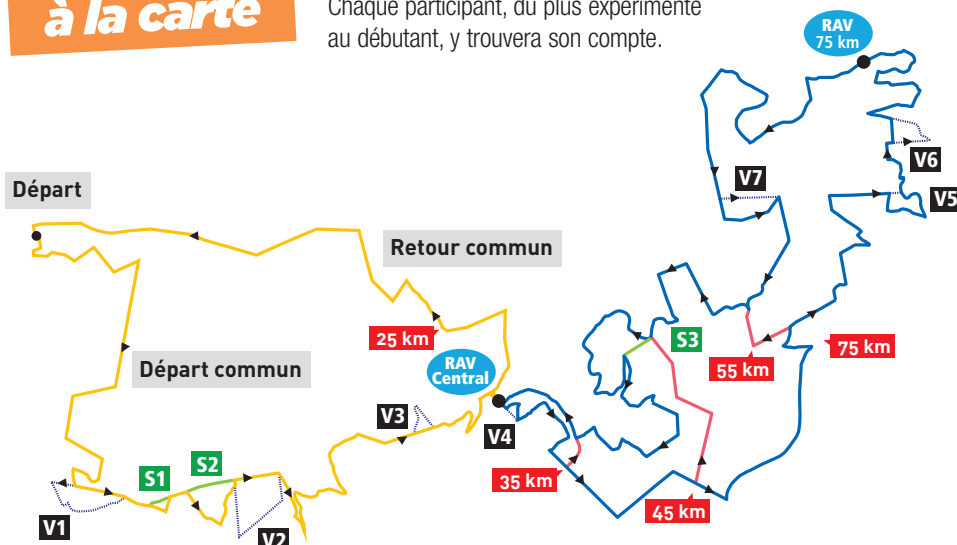 à la carte
Chaque participant, du plus expérimenté
au débutant, y trouvera son compte.
RAV
75 km
V6
V7
Départ
V5
Retour commun
25 km
S3
75 km
RAV
Central
55 km
Départ commun
V3
V4
S2
S1
35 km
45 km
V1
V2